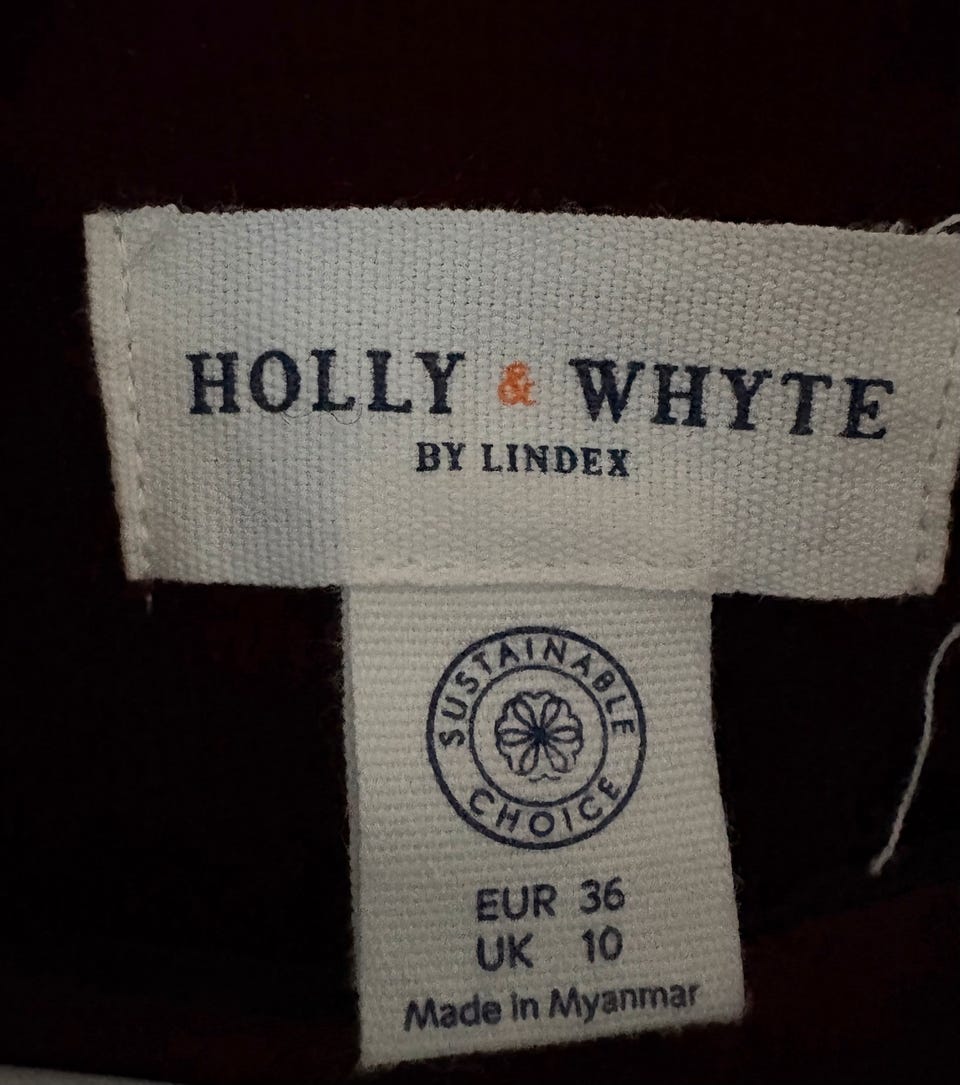 HOLLY & WHYTE
BY LINDEX
SUSTAINABLE
CHOICE
EUR 36
UK 10
Made in Myanmar